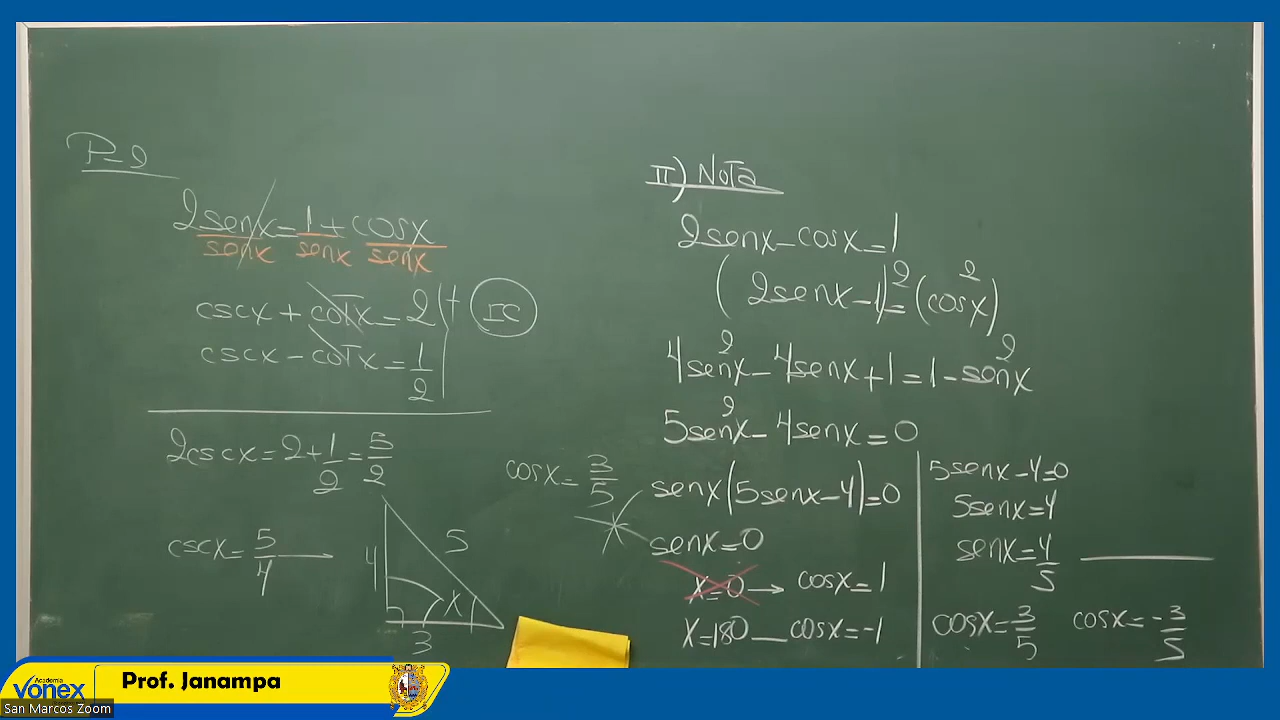 P-2
2senx = 1 + cosx
senx senx senx
cscx + cotx = 2 (+) IC
cscx - cotx = 1/2
2cscx = 2 + 1/2 = 5/2
cscx = 5/4
4 5 x 3
cosx = 3/5
II) Nota
2senx - cosx = 1
(2senx - 1)² = (cosx)²
4sen²x - 4senx + 1 = 1 - sen²x
5sen²x - 4senx = 0
senx(5senx - 4) = 0
senx = 0
x = 0 → cosx = 1
x = 180 — cosx = -1
5senx - 4 = 0
5senx = 4
senx = 4/5
cosx = 3/5 cosx = -3/5
Academia
vonex
Prof. Janampa
San Marcos Zoom